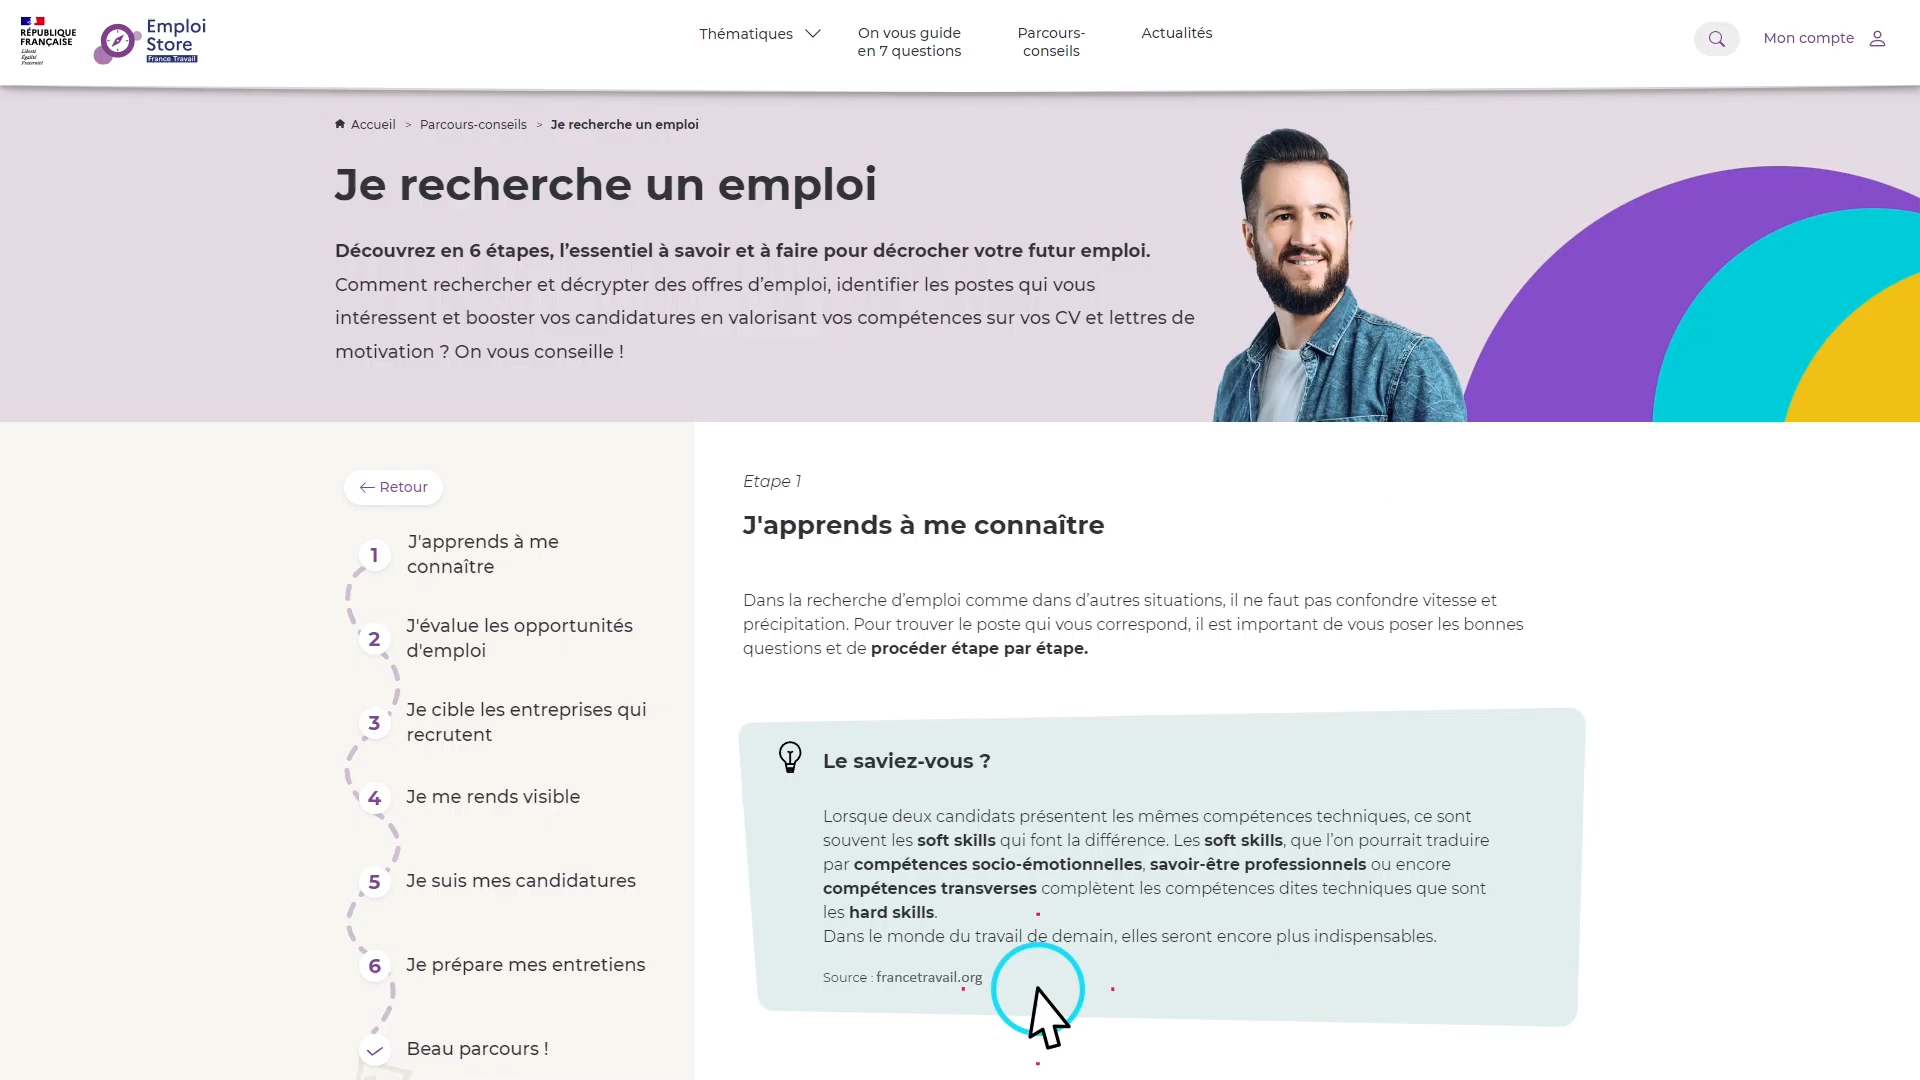 RÉPUBLIQUE
FRANÇAISE
Liberté
Égalité
Fraternité
Emploi
Store
France Travail
Thématiques
On vous guide
en 7 questions
Parcours-
conseils
Actualités
Mon compte
Accueil > Parcours-conseils > Je recherche un emploi
Je recherche un emploi
Découvrez en 6 étapes, l’essentiel à savoir et à faire pour décrocher votre futur emploi.
Comment rechercher et décrypter des offres d’emploi, identifier les postes qui vous
intéressent et booster vos candidatures en valorisant vos compétences sur vos CV et lettres de
motivation ? On vous conseille !
Retour
1 J'apprends à me
connaître
2 J'évalue les opportunités
d'emploi
3 Je cible les entreprises qui
recrutent
4 Je me rends visible
5 Je suis mes candidatures
6 Je prépare mes entretiens
Beau parcours !
Etape 1
J'apprends à me connaître
Dans la recherche d’emploi comme dans d’autres situations, il ne faut pas confondre vitesse et
précipitation. Pour trouver le poste qui vous correspond, il est important de vous poser les bonnes
questions et de procéder étape par étape.
Le saviez-vous ?
Lorsque deux candidats présentent les mêmes compétences techniques, ce sont
souvent les soft skills qui font la différence. Les soft skills, que l’on pourrait traduire
par compétences socio-émotionnelles, savoir-être professionnels ou encore
compétences transverses complètent les compétences dites techniques que sont
les hard skills.
Dans le monde du travail de demain, elles seront encore plus indispensables.
Source : francetravail.org